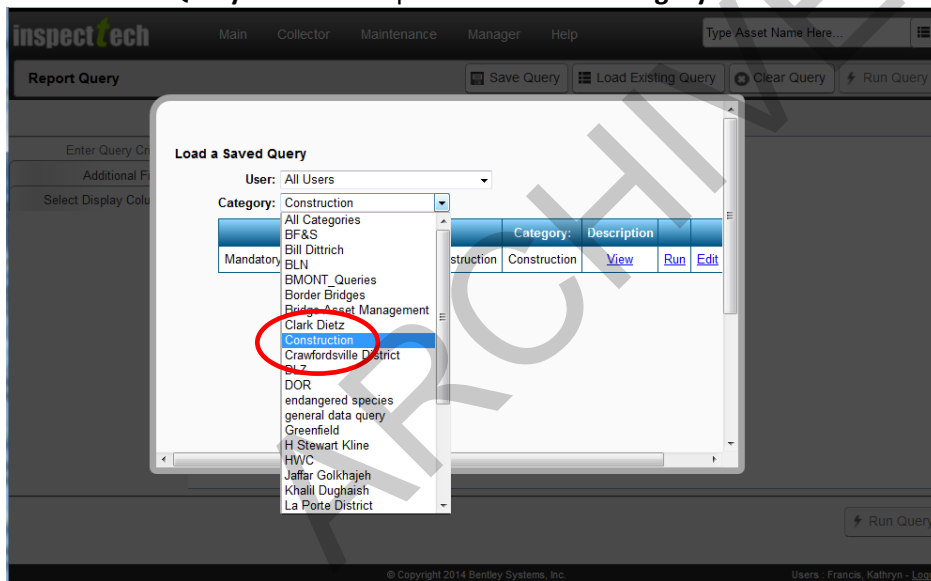 inspecttech Main Collector Maintenance Manager Help Type Asset Name Here...
Report Query Save Query Load Existing Query Clear Query Run Query
Enter Query Cri
Additional Fi
Select Display Colu
Load a Saved Query
User: All Users
Category: Construction
All Categories
BF&S
Bill Dittrich
BLN
BMONT_Queries
Border Bridges
Bridge Asset Management
Clark Dietz
Construction
Crawfordsville District
DLZ
DOR
endangered species
general data query
Greenfield
H Stewart Kline
HWC
Jaffar Golkhajeh
Khalil Dughaish
La Porte District
Category: Description
Mandatory struction Construction View Run Edit
Run Query
© Copyright 2014 Bentley Systems, Inc. Users : Francis, Kathryn - Loo
ARCHIVE